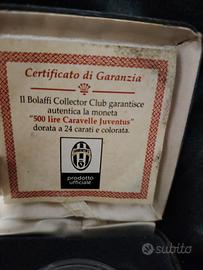 Certificato di Garanzia
Il Bolaffi Collector Club garantisce
autentica la moneta
"500 lire Caravelle Juventus"
dorata a 24 carati e colorata.
JUVENTUS
prodotto
ufficiale
subito